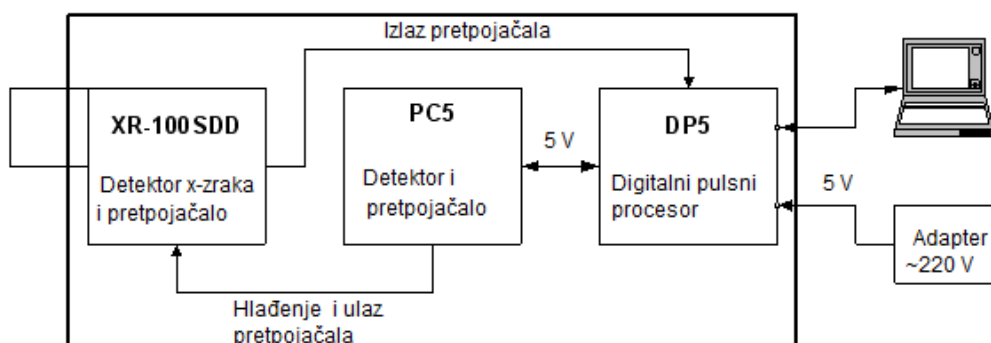 Izlaz pretpojačala
XR-100SDD
Detektor x-zraka
i pretpojačalo
PC5
Detektor i
pretpojačalo
5 V
DP5
Digitalni pulsni
procesor
5 V
Adapter
~220 V
Hlađenje i ulaz
pretpojačala